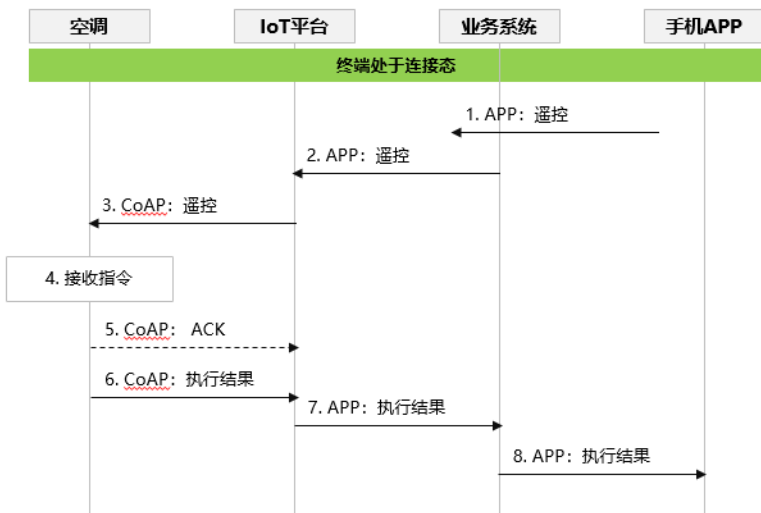 空调
IoT平台
业务系统
手机APP
终端处于连接态
1. APP：遥控
2. APP：遥控
3. CoAP：遥控
4. 接收指令
5. CoAP： ACK
6. CoAP：执行结果
7. APP：执行结果
8. APP：执行结果